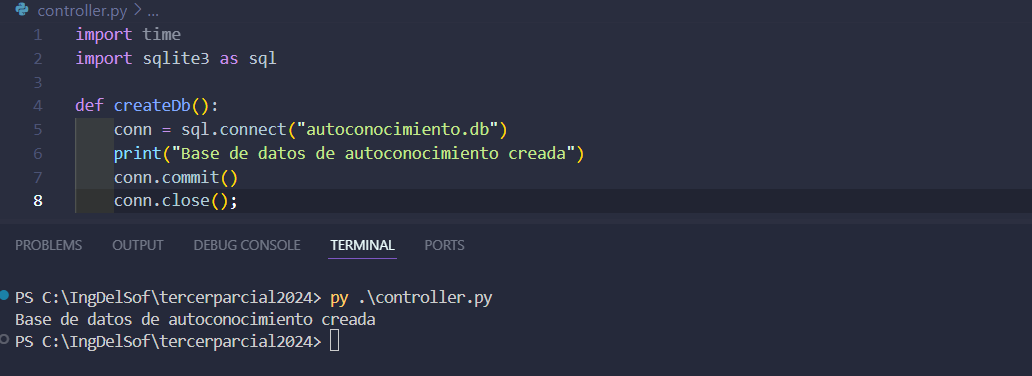 controller.py > ...
1 import time
2 import sqlite3 as sql
3
4 def createDb():
5     conn = sql.connect("autoconocimiento.db")
6     print("Base de datos de autoconocimiento creada")
7     conn.commit()
8     conn.close();
PROBLEMS OUTPUT DEBUG CONSOLE TERMINAL PORTS
PS C:\IngDelSof\tercerparcial2024> py .\controller.py
Base de datos de autoconocimiento creada
PS C:\IngDelSof\tercerparcial2024>